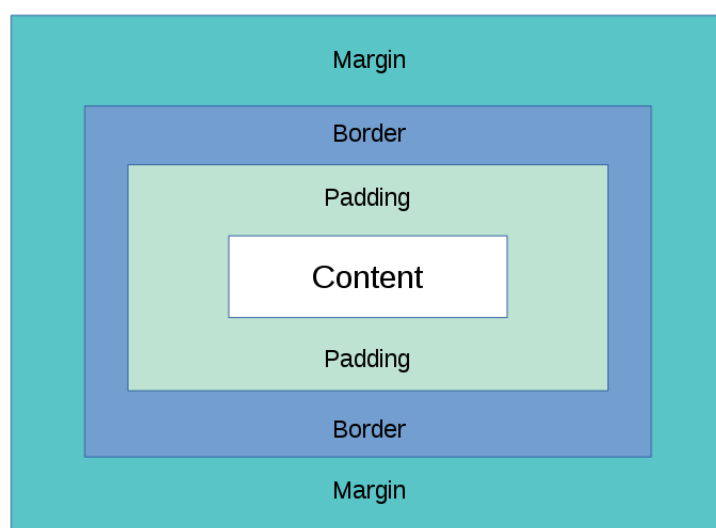 Margin
Border
Padding
Content
Padding
Border
Margin